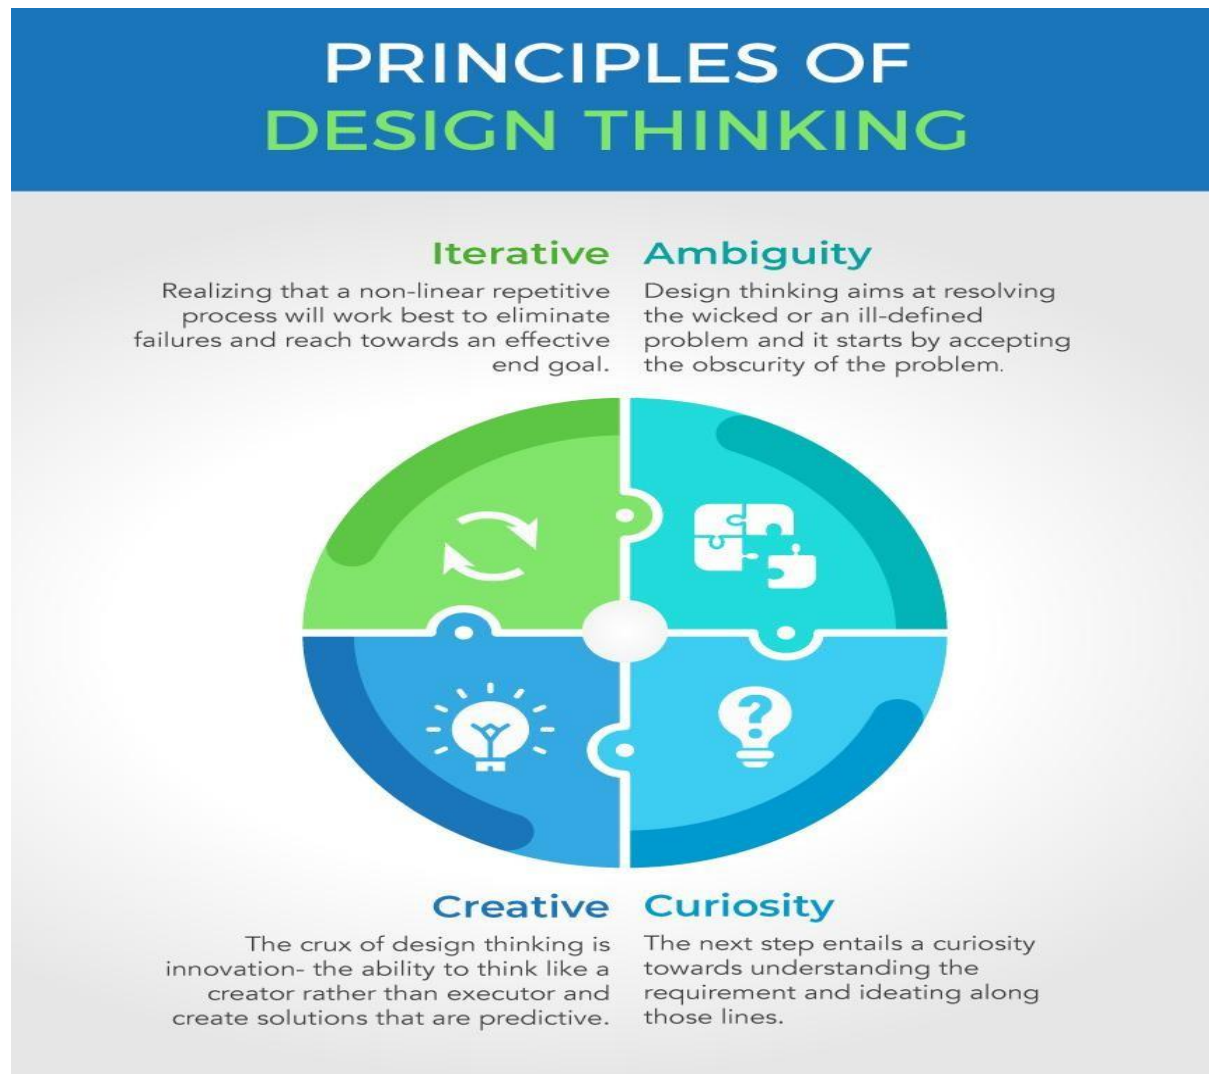 PRINCIPLES OF
DESIGN THINKING
Iterative
Realizing that a non-linear repetitive
process will work best to eliminate
failures and reach towards an effective
end goal.
Ambiguity
Design thinking aims at resolving
the wicked or an ill-defined
problem and it starts by accepting
the obscurity of the problem.
?
Creative
The crux of design thinking is
innovation- the ability to think like a
creator rather than executor and
create solutions that are predictive.
Curiosity
The next step entails a curiosity
towards understanding the
requirement and ideating along
those lines.